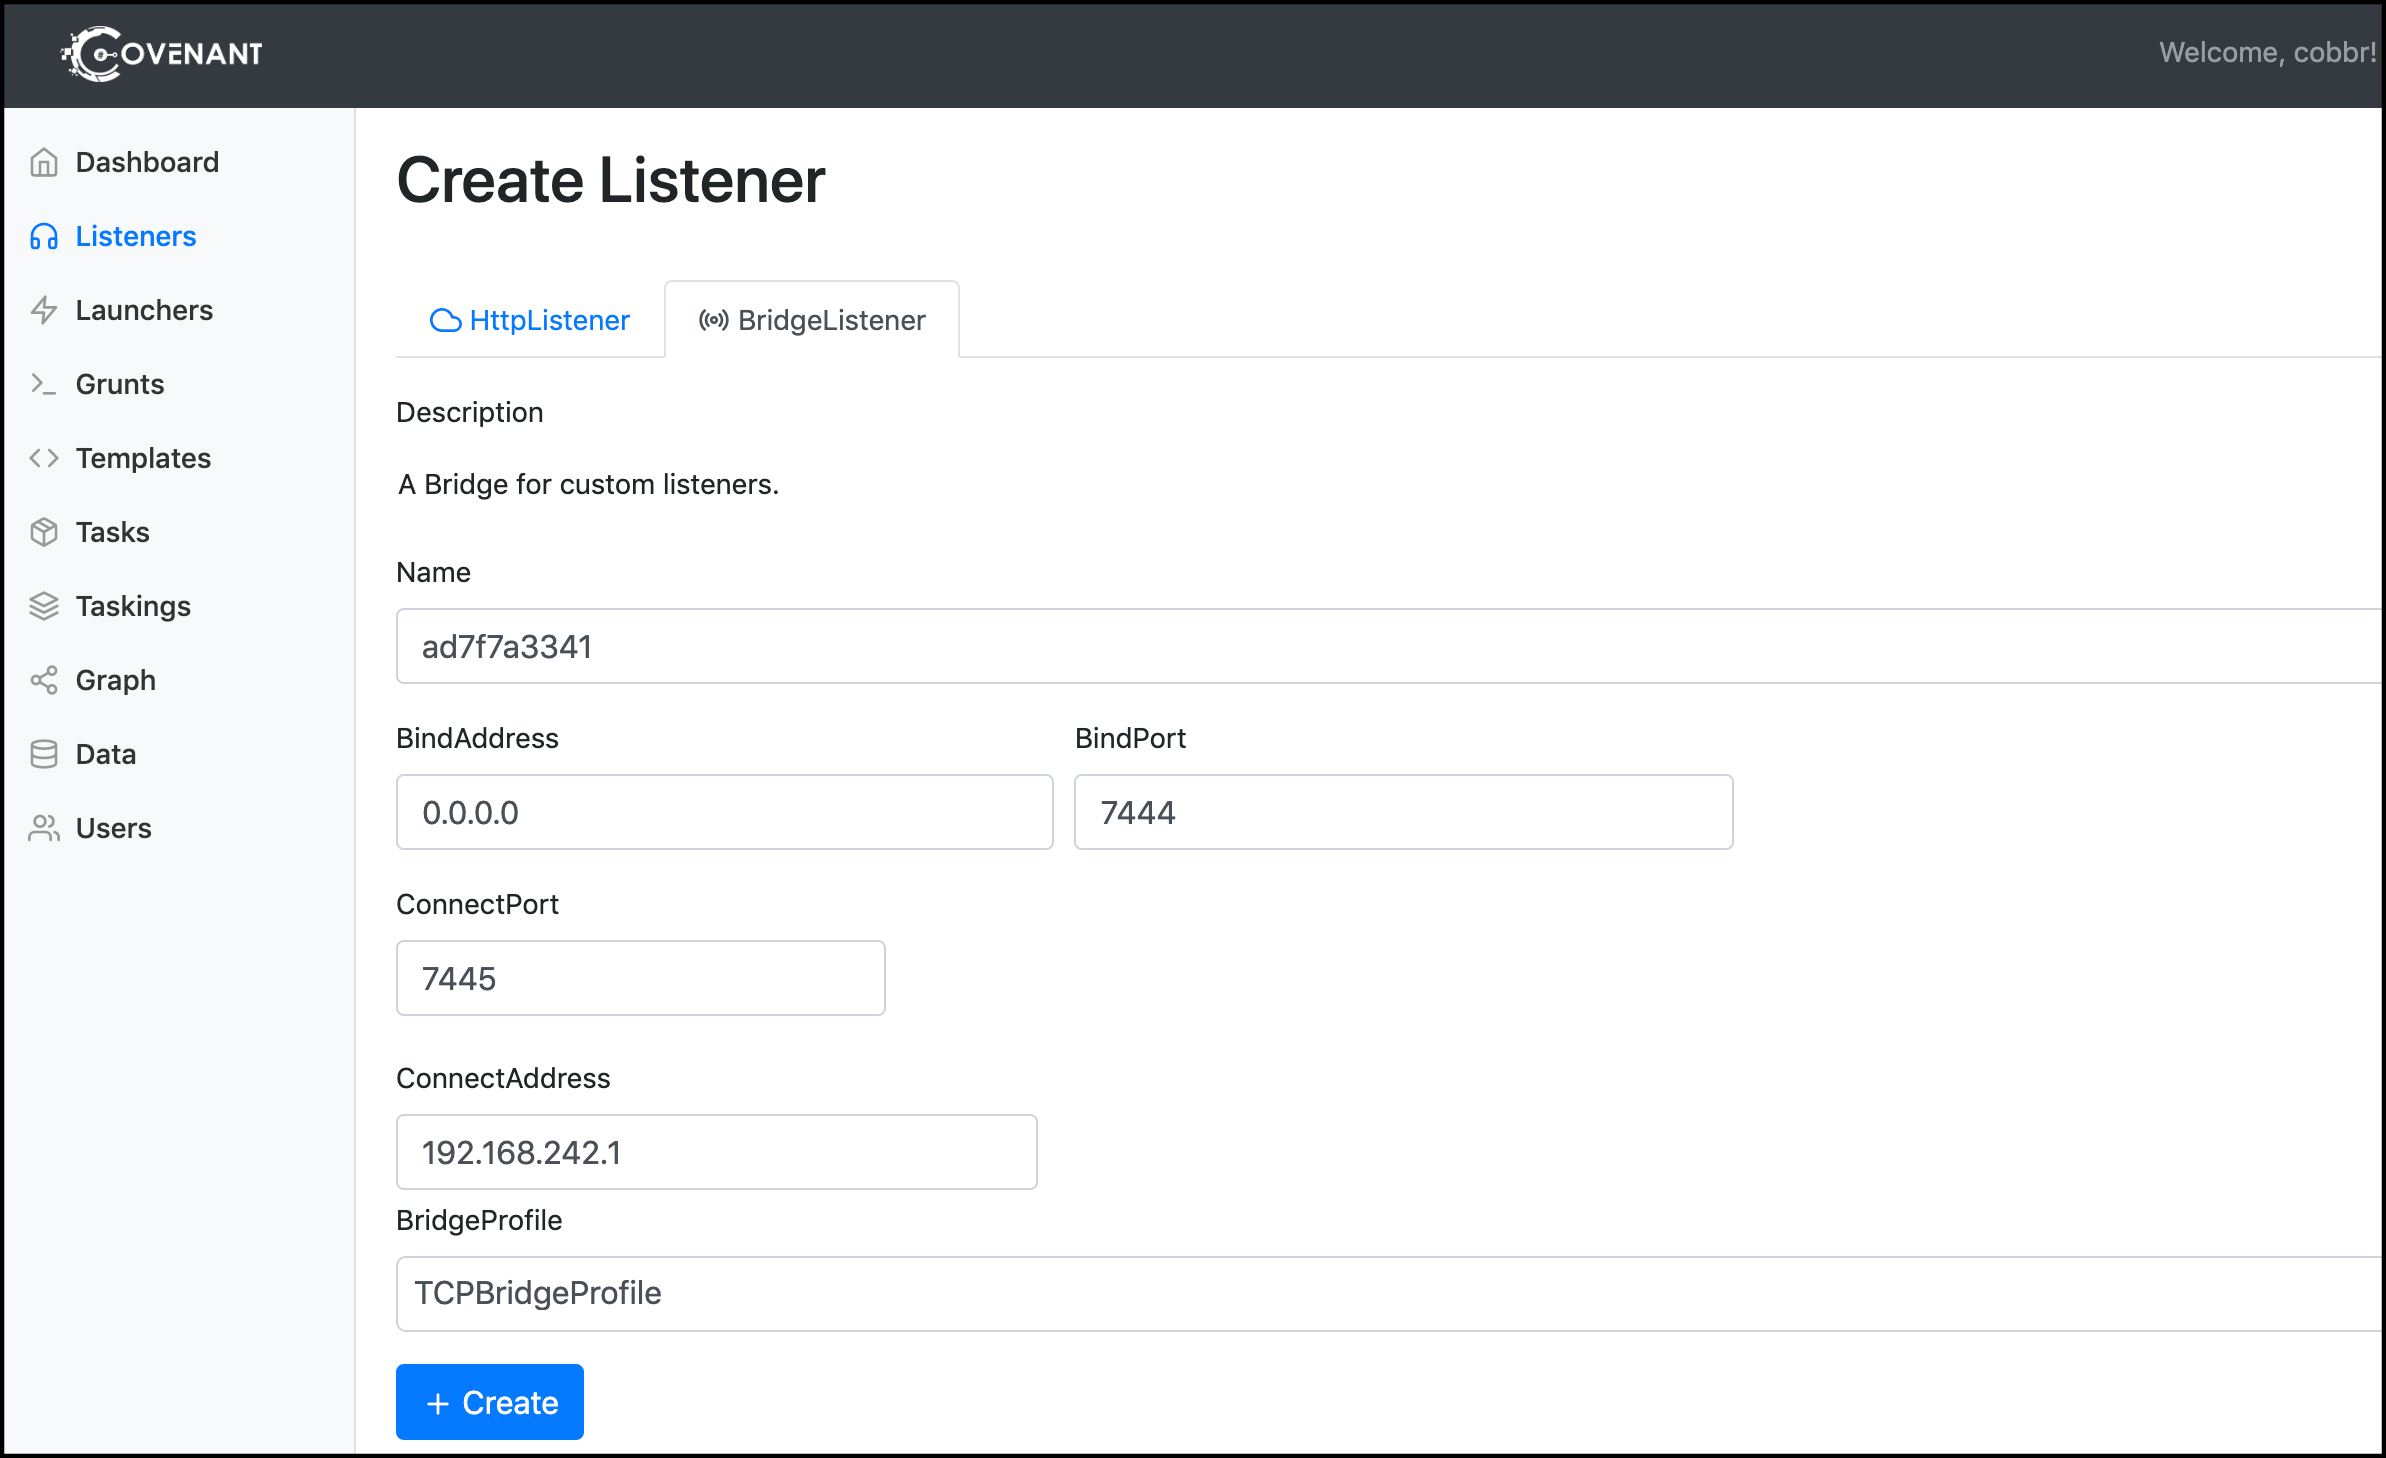 COVENANT
Welcome, cobbr!
Dashboard
Listeners
Launchers
Grunts
Templates
Tasks
Taskings
Graph
Data
Users
Create Listener
HttpListener
BridgeListener
Description
A Bridge for custom listeners.
Name
ad7f7a3341
BindAddress
BindPort
0.0.0.0
7444
ConnectPort
7445
ConnectAddress
192.168.242.1
BridgeProfile
TCPBridgeProfile
+ Create